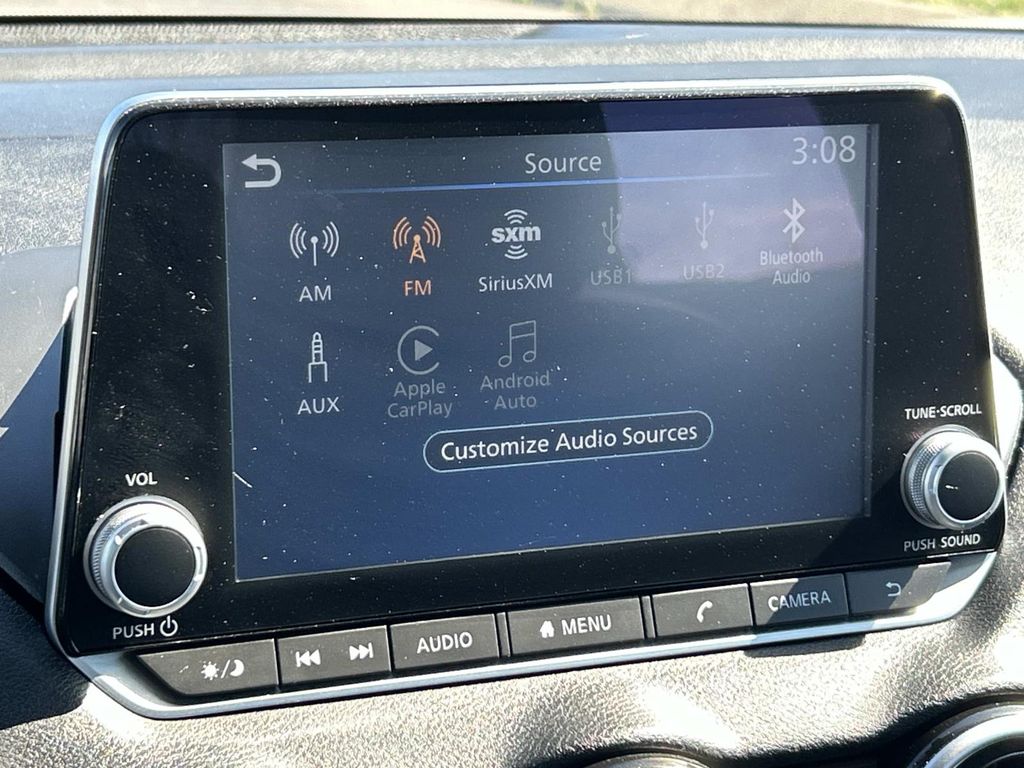 Source
3:08
AM
FM
sxm
SiriusXM
USB1
USB2
Bluetooth
Audio
AUX
Apple
CarPlay
Android
Auto
Customize Audio Sources
VOL
PUSH
TUNE·SCROLL
PUSH SOUND
AUDIO
MENU
CAMERA